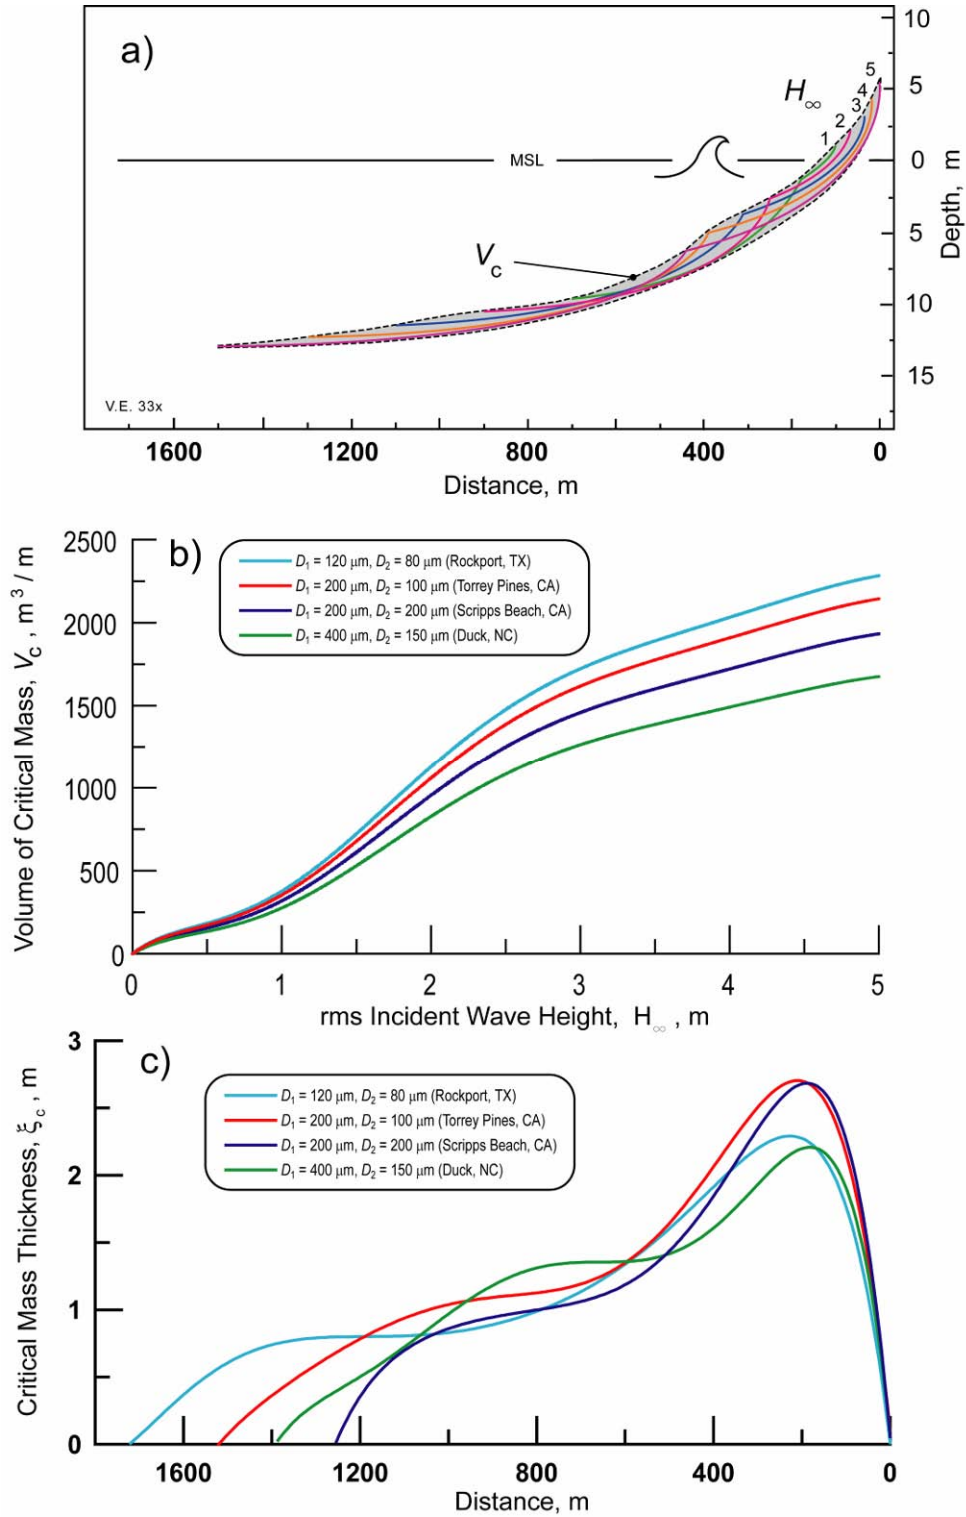 a)
10
5
0
5
10
15
Depth, m
H∞
5
4
3
2
1
MSL
Vc
V.E. 33x
1600
1200
800
400
0
Distance, m
b)
2500
2000
1500
1000
500
0
Volume of Critical Mass, Vc, m³ / m
D₁ = 120 μm, D₂ = 80 μm (Rockport, TX)
D₁ = 200 μm, D₂ = 100 μm (Torrey Pines, CA)
D₁ = 200 μm, D₂ = 200 μm (Scripps Beach, CA)
D₁ = 400 μm, D₂ = 150 μm (Duck, NC)
0
1
2
3
4
5
rms Incident Wave Height, H∞ , m
c)
3
2
1
0
Critical Mass Thickness, ξc, m
D₁ = 120 μm, D₂ = 80 μm (Rockport, TX)
D₁ = 200 μm, D₂ = 100 μm (Torrey Pines, CA)
D₁ = 200 μm, D₂ = 200 μm (Scripps Beach, CA)
D₁ = 400 μm, D₂ = 150 μm (Duck, NC)
1600
1200
800
400
0
Distance, m